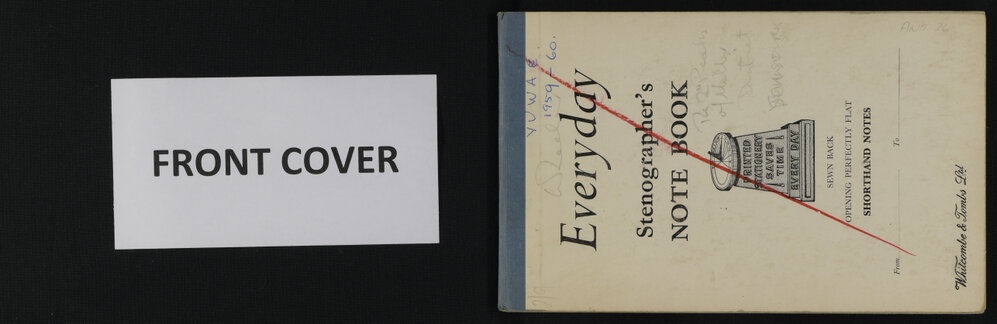 FRONT COVER
YUWAE.
1959-60.
Everyday
Stenographer's
NOTE BOOK
PRINTED
STATIONERY
SAVES
TIME
EVERY DAY
SEWN BACK
OPENING PERFECTLY FLAT
SHORTHAND NOTES
From To
Whitcombe & Tombs Ltd